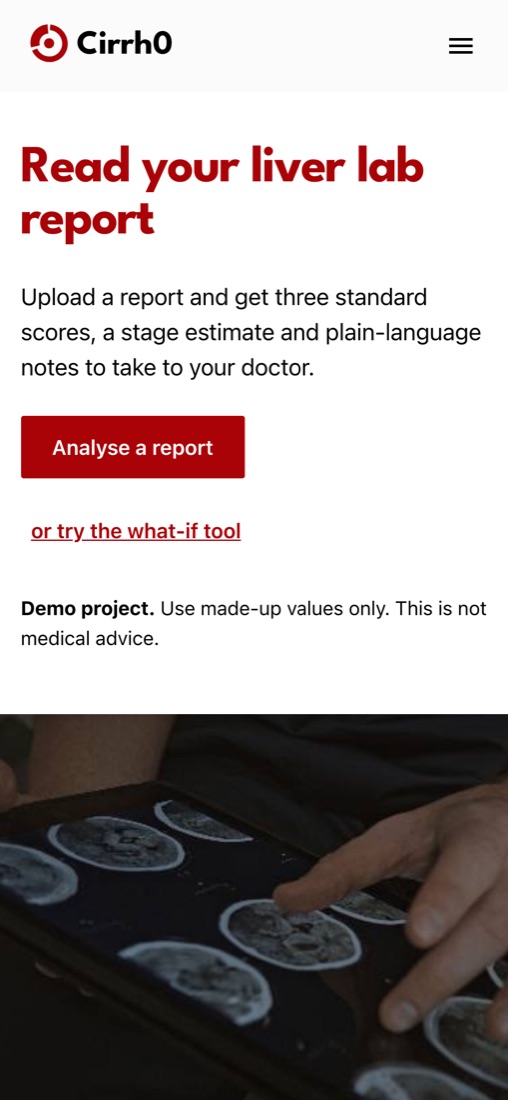 Cirrh0
Read your liver lab
report
Upload a report and get three standard
scores, a stage estimate and plain-language
notes to take to your doctor.
Analyse a report
or try the what-if tool
Demo project. Use made-up values only. This is not
medical advice.